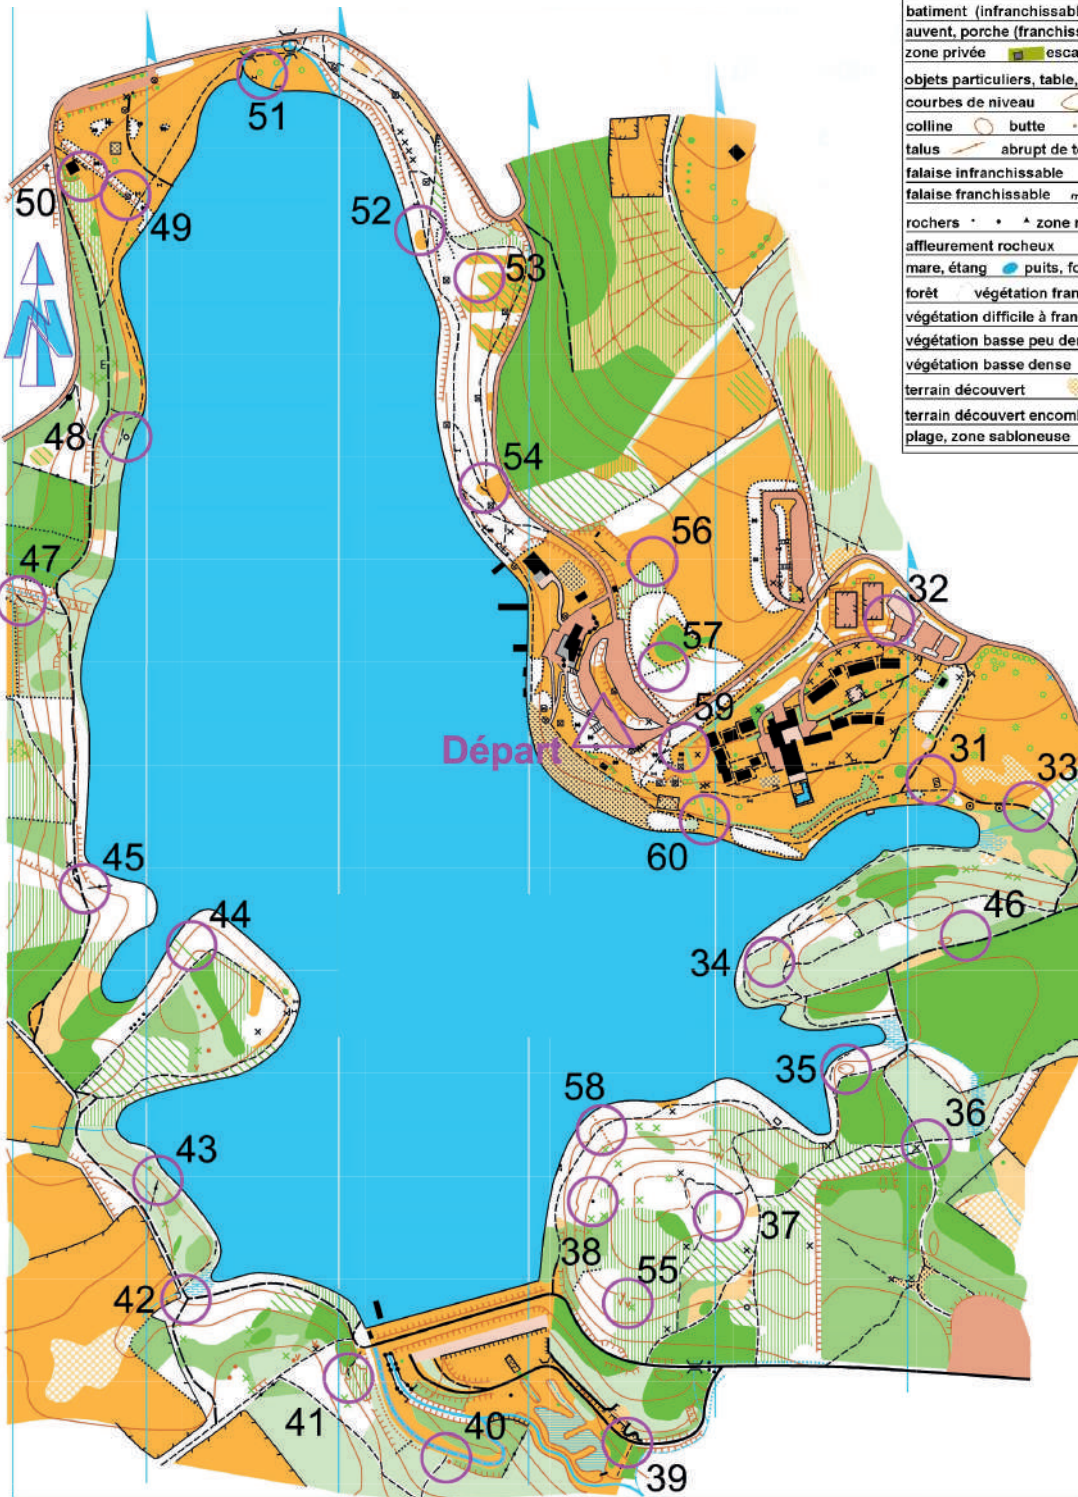 batiment (infranchissabl
auvent, porche (franchiss
zone privée esca
objets particuliers, table,
courbes de niveau
colline butte
talus abrupt de te
falaise infranchissable
falaise franchissable
rochers zone r
affleurement rocheux
mare, étang puits, fo
forêt végétation fran
végétation difficile à fran
végétation basse peu den
végétation basse dense
terrain découvert
terrain découvert encom
plage, zone sabloneuse
51
50
49
52
53
N
E
48
54
47
56
32
57
59
Départ
31
33
60
45
44
46
34
35
58
36
43
37
38
55
42
41
40
39